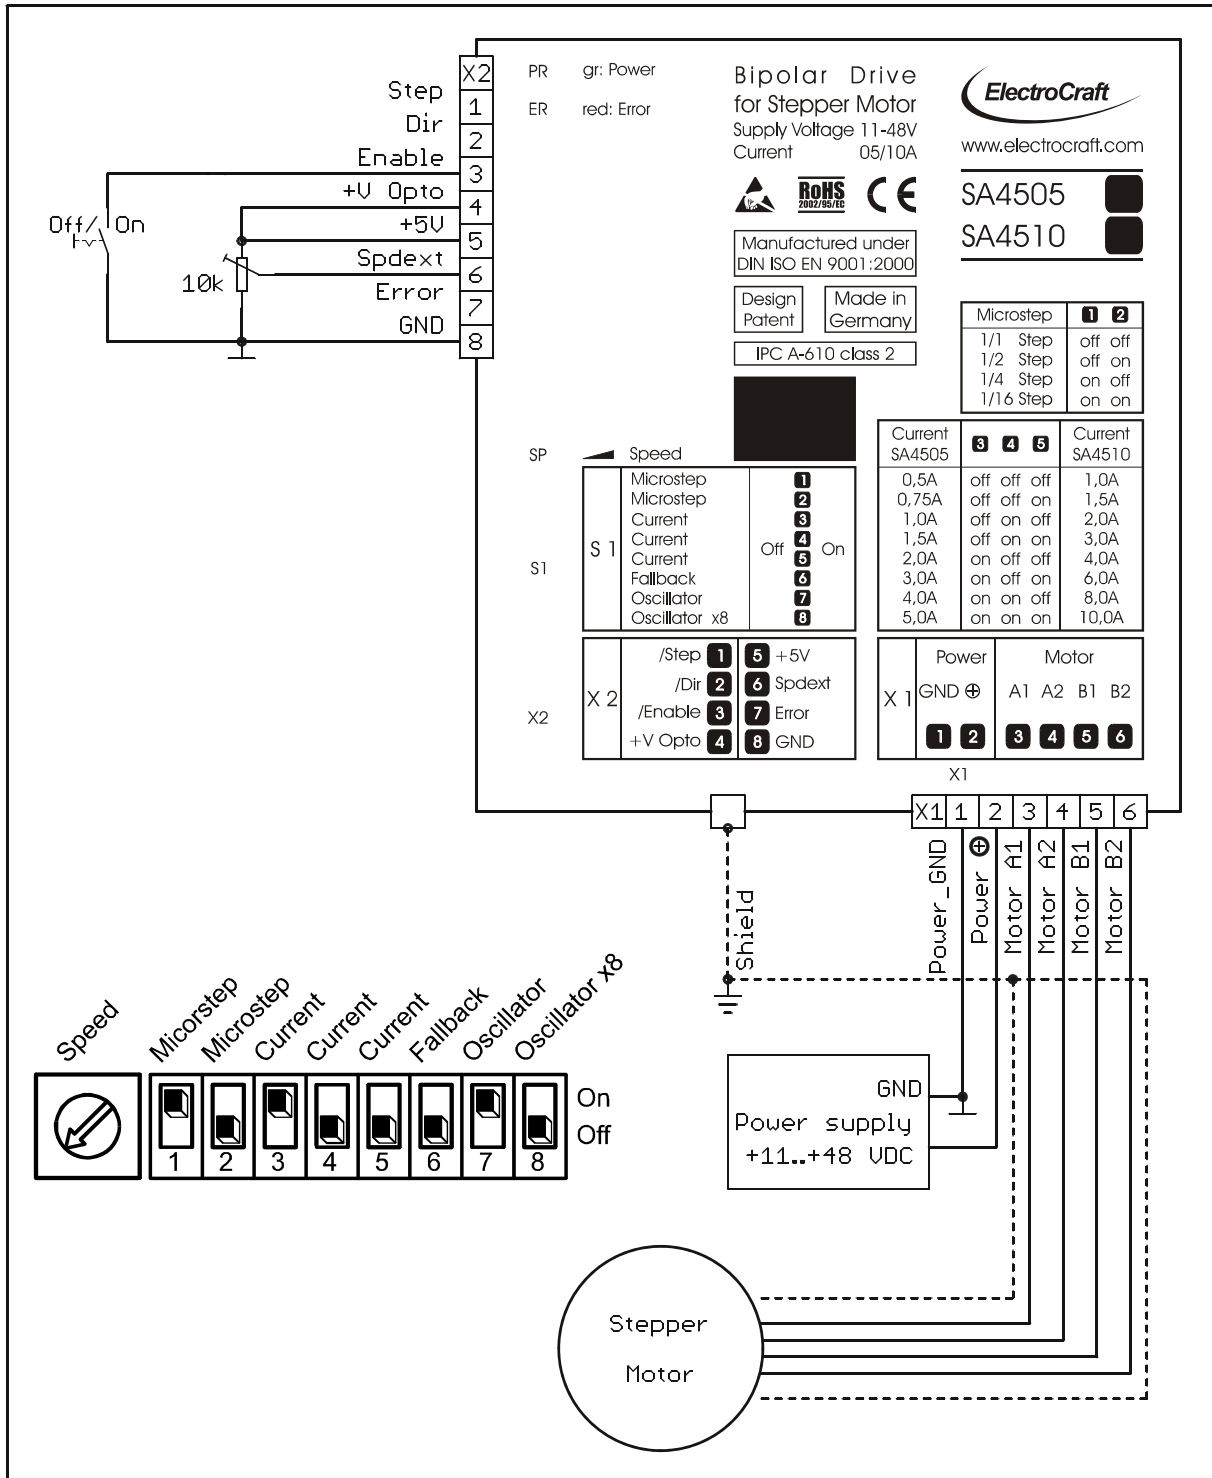 X2
Step 1
Dir 2
Enable 3
+V Opto 4
+5V 5
Spdext 6
Error 7
GND 8
Off/ On
10k
PR gr: Power
ER red: Error
Bipolar Drive
for Stepper Motor
Supply Voltage 11-48V
Current 05/10A
RoHS
2002/95/EC
CE
Manufactured under
DIN ISO EN 9001:2000
Design
Patent
Made in
Germany
IPC A-610 class 2
ElectroCraft
www.electrocraft.com
SA4505
SA4510
Microstep 1 2
1/1 Step off off
1/2 Step off on
1/4 Step on off
1/16 Step on on
Current
SA4505
3 4 5
Current
SA4510
0,5A off off off 1,0A
0,75A off off on 1,5A
1,0A off on off 2,0A
1,5A off on on 3,0A
2,0A on off off 4,0A
3,0A on off on 6,0A
4,0A on on off 8,0A
5,0A on on on 10,0A
SP Speed
S1
S 1
Microstep 1
Microstep 2
Current 3
Current 4
Current 5
Fallback 6
Oscillator 7
Oscillator x8 8
Off On
X2
X 2
/Step 1 5 +5V
/Dir 2 6 Spdext
/Enable 3 7 Error
+V Opto 4 8 GND
X 1
Power Motor
GND ⊕ A1 A2 B1 B2
1 2 3 4 5 6
X1
X1 1 2 3 4 5 6
Shield
Power_GND
Power ⊕
Motor A1
Motor A2
Motor B1
Motor B2
Speed
Micorstep
Microstep
Current
Current
Current
Fallback
Oscillator
Oscillator x8
On
Off
1 2 3 4 5 6 7 8
GND
Power supply
+11..+48 VDC
Stepper
Motor